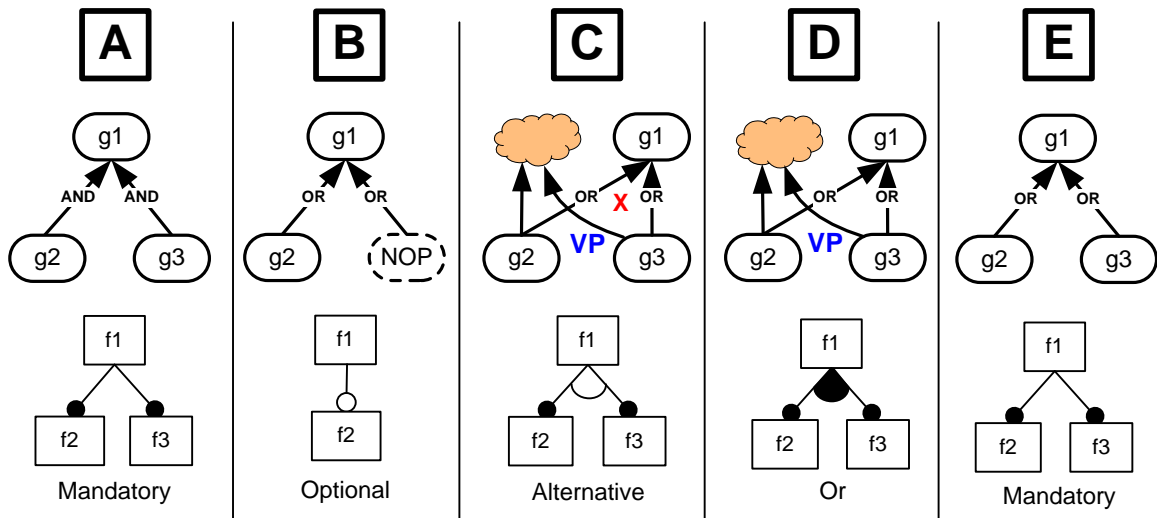 A
B
C
D
E
g1
AND
AND
g2
g3
f1
f2
f3
Mandatory
g1
OR
OR
g2
NOP
f1
f2
Optional
g1
OR
X
OR
VP
g2
g3
f1
f2
f3
Alternative
g1
OR
OR
VP
g2
g3
f1
f2
f3
Or
g1
OR
OR
g2
g3
f1
f2
f3
Mandatory